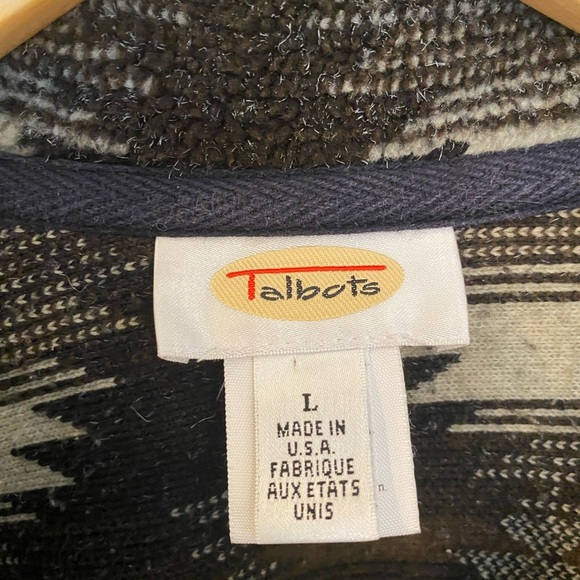 Talbots
L
MADE IN
U.S.A.
FABRIQUE
AUX ETATS
UNIS
n.